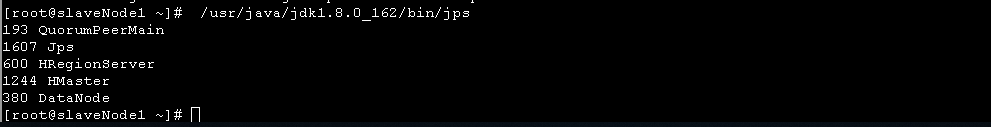 [root@slaveNode1 ~]#  /usr/java/jdk1.8.0_162/bin/jps
193 QuorumPeerMain
1607 Jps
600 HRegionServer
1244 HMaster
380 DataNode
[root@slaveNode1 ~]#